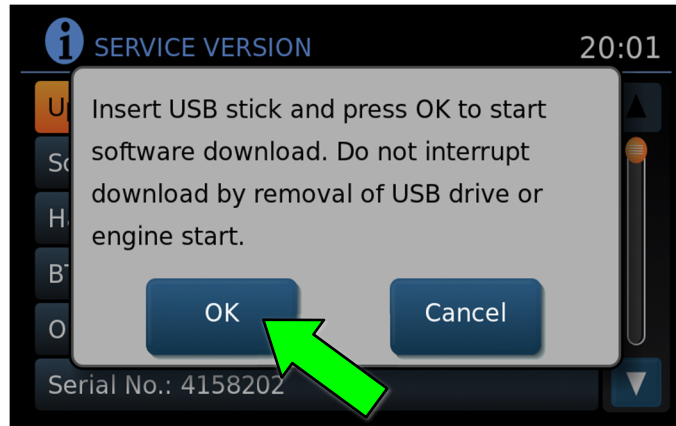 SERVICE VERSION
20:01
Insert USB stick and press OK to start
software download. Do not interrupt
download by removal of USB drive or
engine start.
OK
Cancel
Serial No.: 4158202